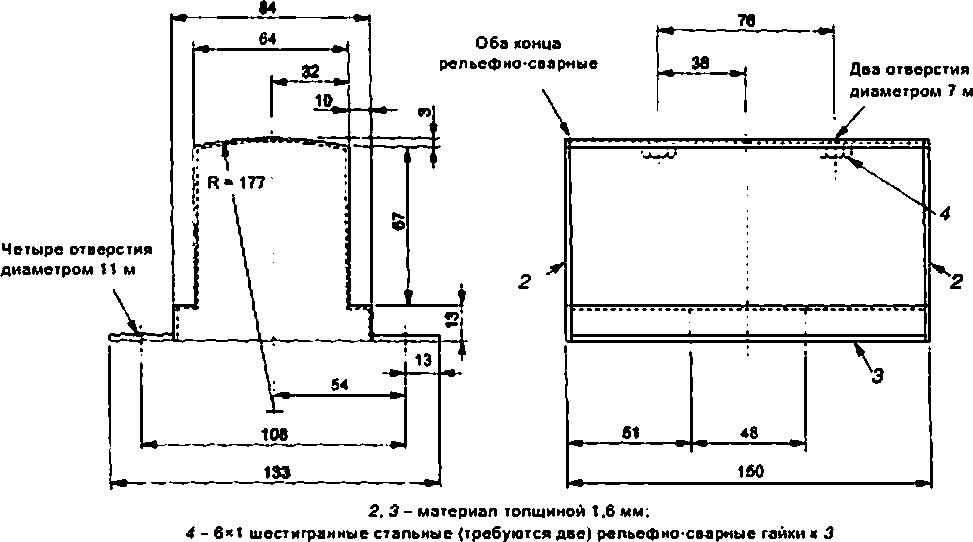 84
64
32
10
3
R = 177
67
13
13
54
108
133
Четыре отверстия
диаметром 11 м
Оба конца
рельефно-сварные
76
38
Два отверстия
диаметром 7 м
4
2
2
3
51
48
150
2, 3 – материал толщиной 1,6 мм;
4 – 6×1 шестигранные стальные (требуются две) рельефно-сварные гайки к 3